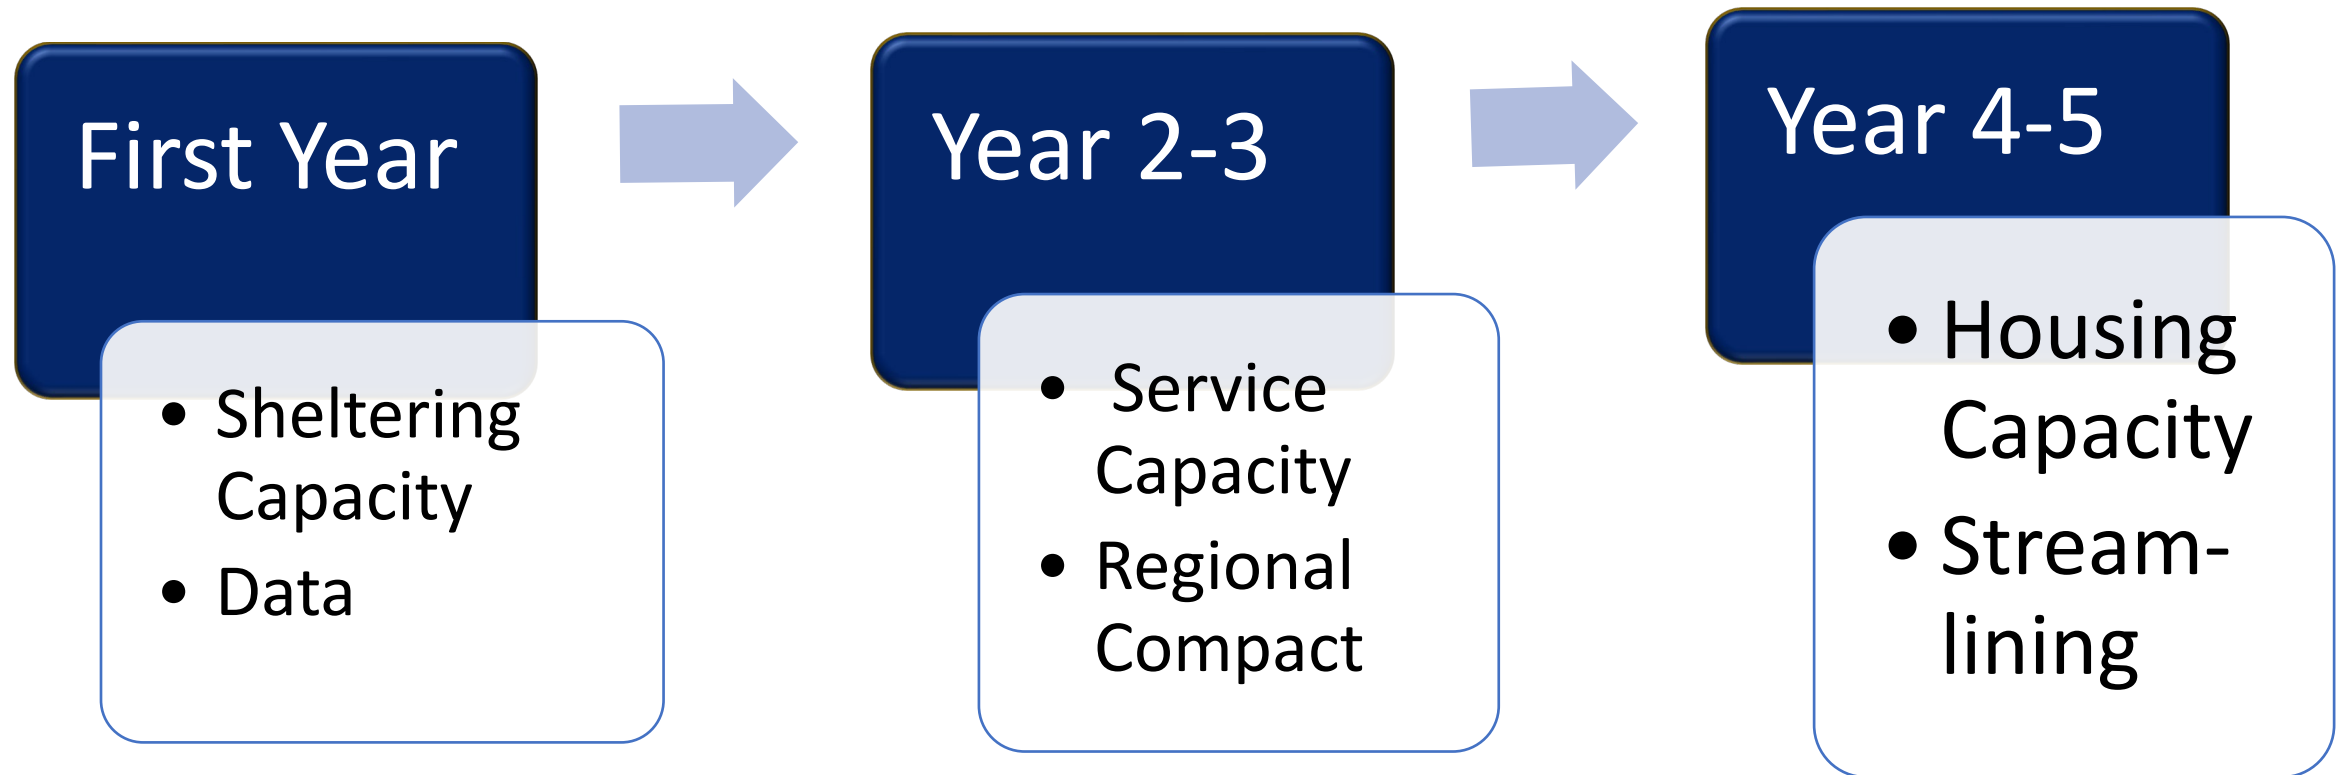 First Year
• Sheltering
Capacity
• Data
Year 2-3
• Service
Capacity
• Regional
Compact
Year 4-5
• Housing
Capacity
• Stream-
lining